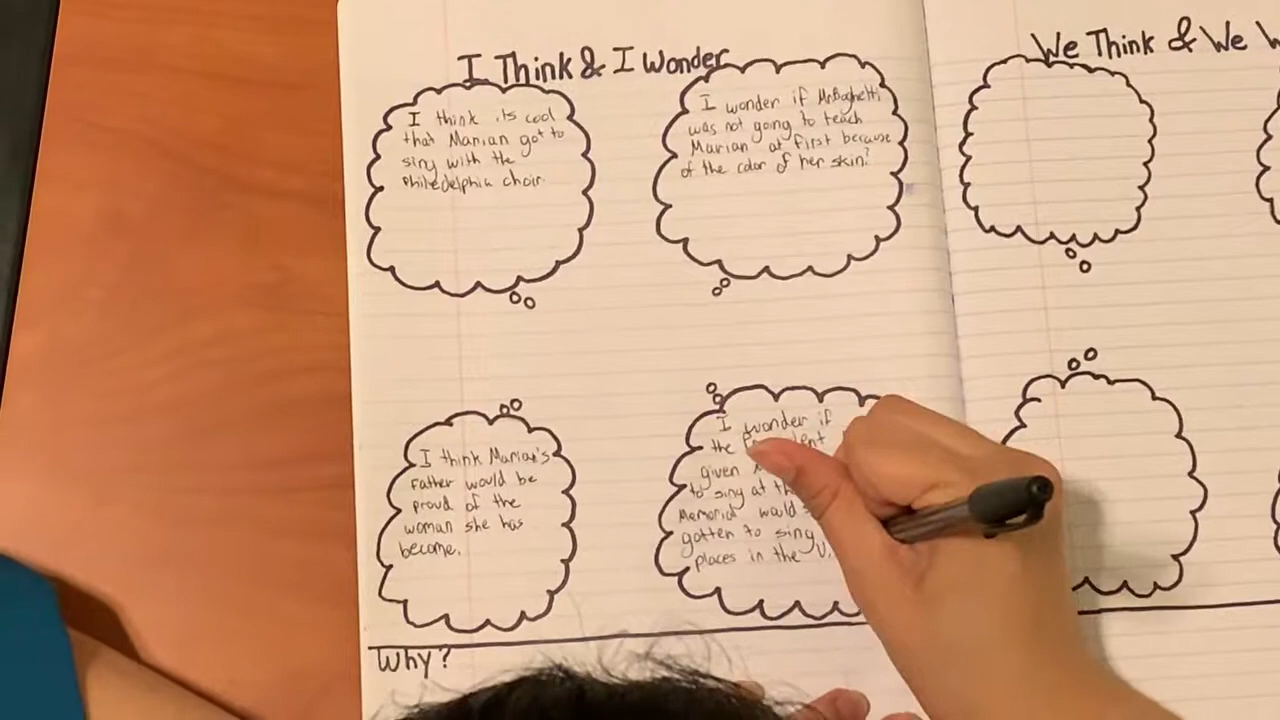 I Think & I Wonder
I think its cool
that Marian got to
sing with the
Philedelphia choir.
I wonder if Mr.Boghetti
was not going to teach
Marian at first because
of the color of her skin?
I think Marian's
Father would be
proud of the
woman she has
become.
I wonder if
the
given
to sing at
Memorial would
gotten to sing
places in the U.
Why?
We Think & We